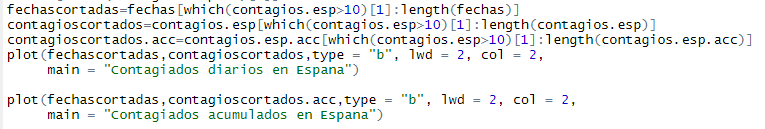 fechascortadas=fechas[which(contagios.esp>10)[1]:length(fechas)]
contagioscortados=contagios.esp[which(contagios.esp>10)[1]:length(contagios.esp)]
contagioscortados.acc=contagios.esp.acc[which(contagios.esp>10)[1]:length(contagios.esp.acc)]
plot(fechascortadas,contagioscortados,type = "b", lwd = 2, col = 2,
     main = "Contagiados diarios en Espana")

plot(fechascortadas,contagioscortados.acc,type = "b", lwd = 2, col = 2,
     main = "Contagiados acumulados en Espana")